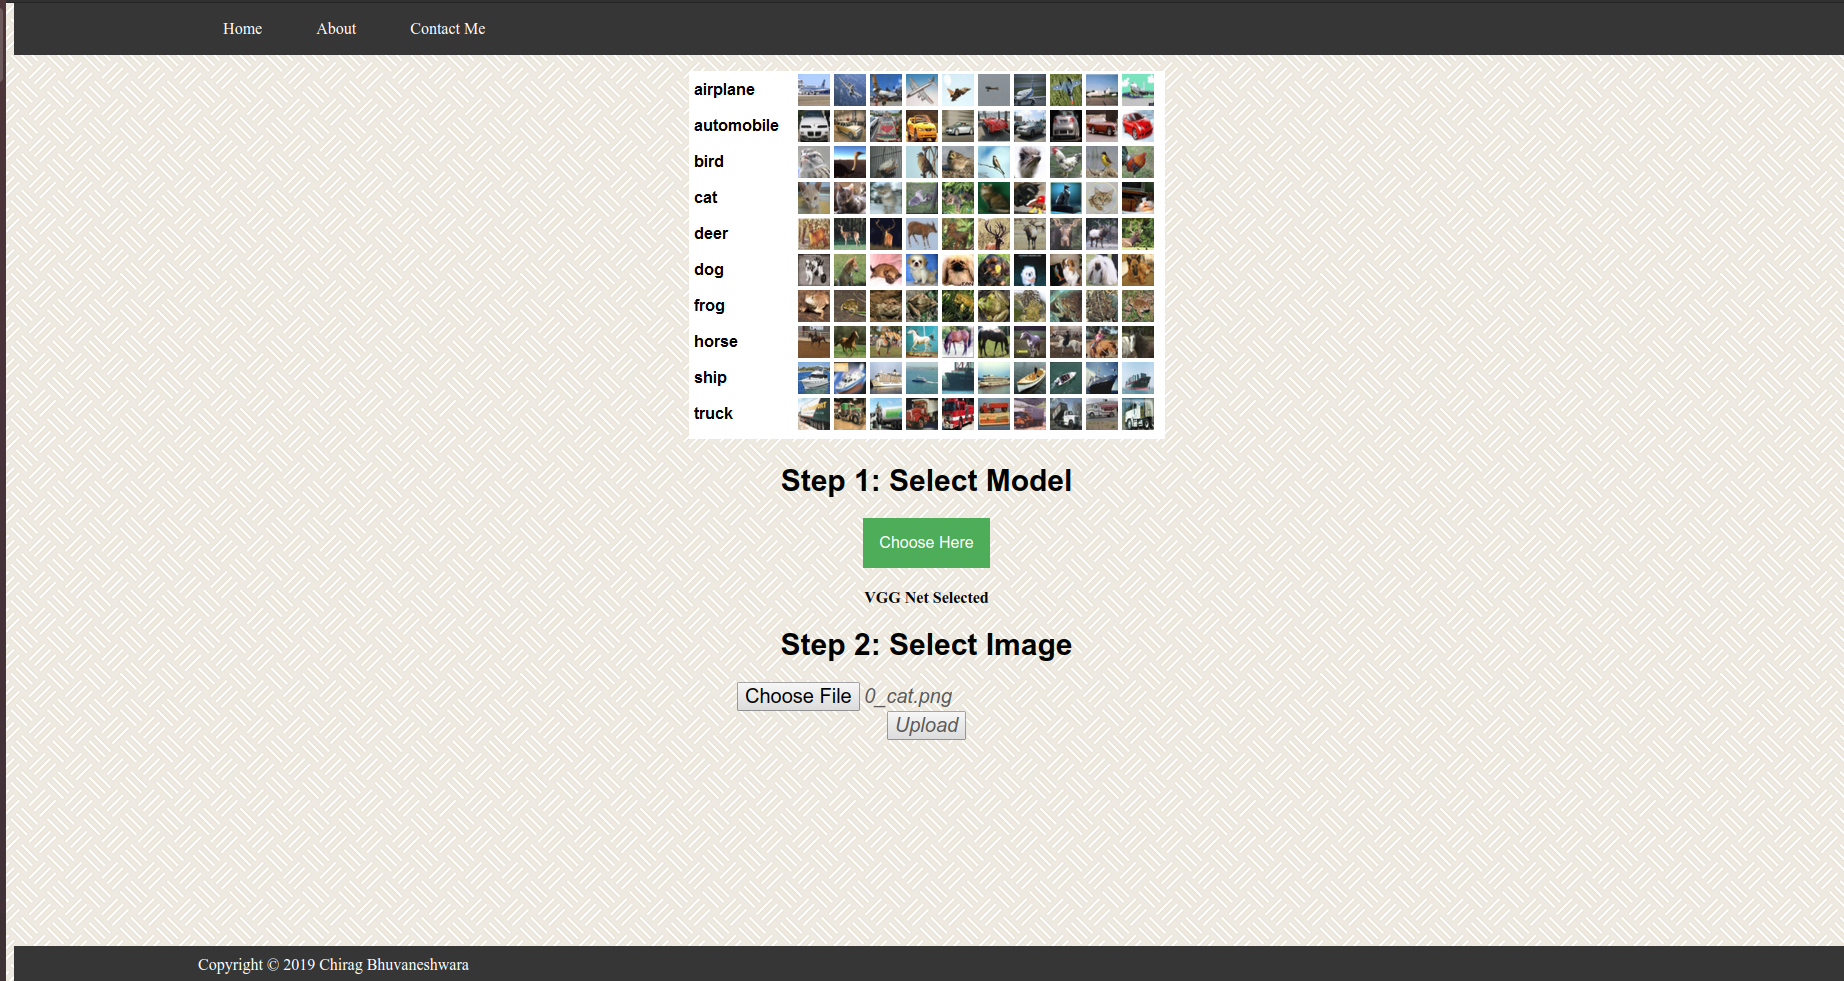 Home About Contact Me
airplane
automobile
bird
cat
deer
dog
frog
horse
ship
truck
Step 1: Select Model
Choose Here
VGG Net Selected
Step 2: Select Image
Choose File 0_cat.png
Upload
Copyright © 2019 Chirag Bhuvaneshwara